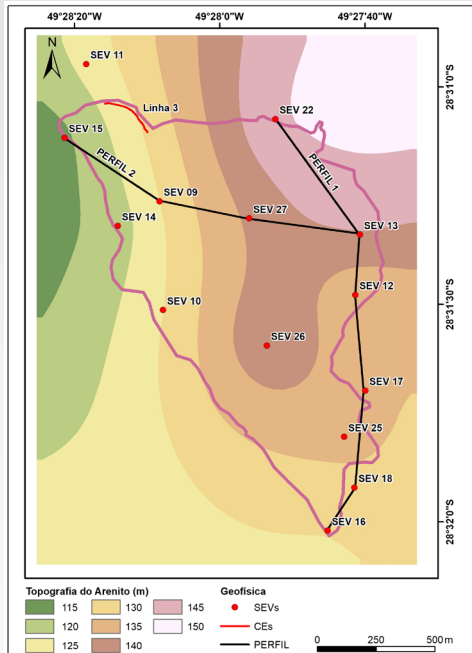 49°28'20"W 49°28'0"W 49°27'40"W
N
SEV 11
28°31'0"S
Linha 3
SEV 22
SEV 15
PERFIL 2
PERFIL 1
SEV 09
SEV 27
SEV 14
SEV 13
SEV 12
28°31'30"S
SEV 10
SEV 26
SEV 17
SEV 25
SEV 18
SEV 16
28°32'0"S
Topografia do Arenito (m)
115 130 145
120 135 150
125 140
Geofísica
SEVs
CEs
PERFIL
0 250 500 m